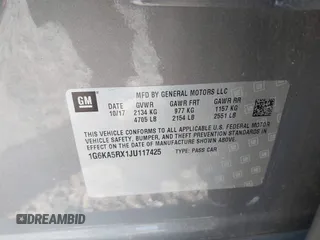 GM
MFD BY GENERAL MOTORS LLC
10/17 GVWR GAWR FRT GAWR RR
2134 KG 977 KG 1157 KG
4705 LB 2154 LB 2551 LB
THIS VEHICLE CONFORMS TO ALL APPLICABLE U.S. FEDERAL MOTOR
VEHICLE SAFETY, BUMPER, AND THEFT PREVENTION STANDARDS
IN EFFECT ON THE DATE OF MANUFACTURE SHOWN ABOVE.
1G6KA5RX1JU117425 TYPE: PASS CAR
DREAMBID